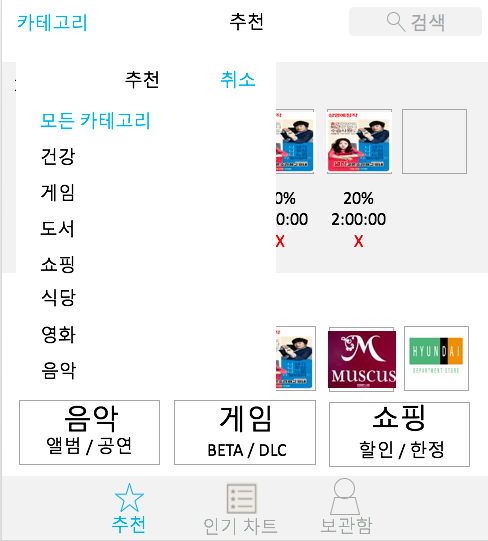 카테고리
추천
검색
추천
취소
모든 카테고리
건강
게임
도서
쇼핑
식당
영화
음악
0%
20%
0:00
2:00:00
X
X
MUSCUS
HYUNDAI
DEPARTMENT STORE
음악
앨범 / 공연
게임
BETA / DLC
쇼핑
할인 / 한정
추천
인기 차트
보관함